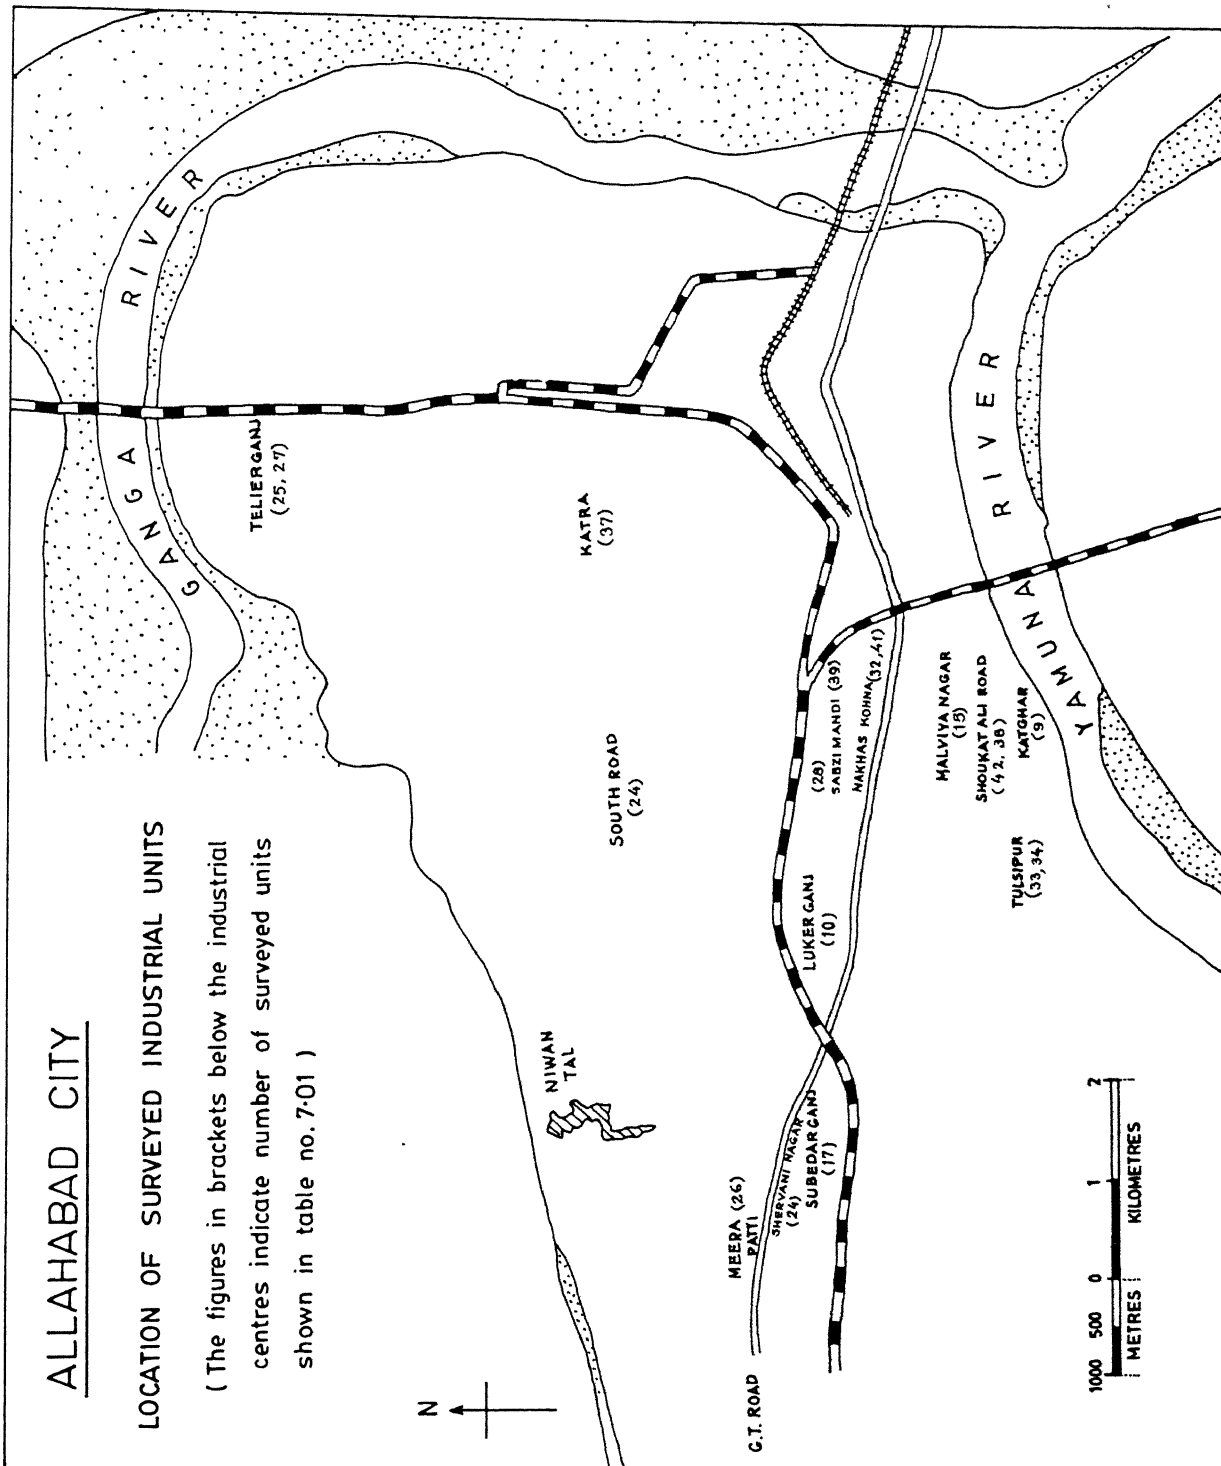 ALLAHABAD CITY
LOCATION OF SURVEYED INDUSTRIAL UNITS
(The figures in brackets below the industrial
centres indicate number of surveyed units
shown in table no. 7·01 )
N
GANGA RIVER
TELIERGANJ
(25, 27)
KATRA
(37)
SOUTH ROAD
(24)
NIWAN
TAL
MEERA (26)
PATTI
SHERVANI NAGAR
(24)
SUBEDARGANJ
(17)
G.T. ROAD
LUKER GANJ
(10)
(28)
SABZI MANDI (39)
NAKHAS KOHNA (32,41)
MALVIYA NAGAR
(15)
SHOUKAT ALI ROAD
(42, 38)
KATGHAR
(9)
TULSIPUR
(33,34)
YAMUNA RIVER
1000 500 0 1 2
METRES KILOMETRES